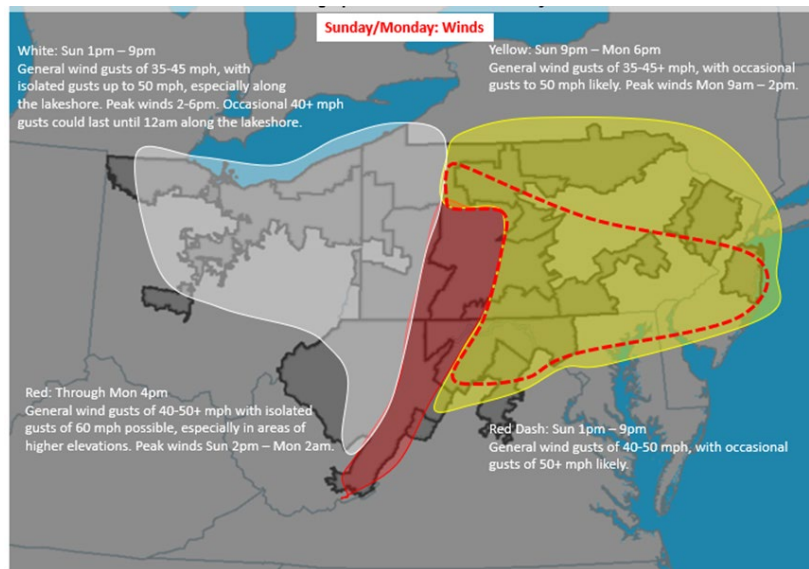 Sunday/Monday: Winds
White: Sun 1pm – 9pm
General wind gusts of 35-45 mph, with
isolated gusts up to 50 mph, especially along
the lakeshore. Peak winds 2-6pm. Occasional 40+ mph
gusts could last until 12am along the lakeshore.
Yellow: Sun 9pm – Mon 6pm
General wind gusts of 35-45+ mph, with occasional
gusts to 50 mph likely. Peak winds Mon 9am – 2pm.
Red: Through Mon 4pm
General wind gusts of 40-50+ mph with isolated
gusts of 60 mph possible, especially in areas of
higher elevations. Peak winds Sun 2pm – Mon 2am.
Red Dash: Sun 1pm – 9pm
General wind gusts of 40-50 mph, with occasional
gusts of 50+ mph likely.